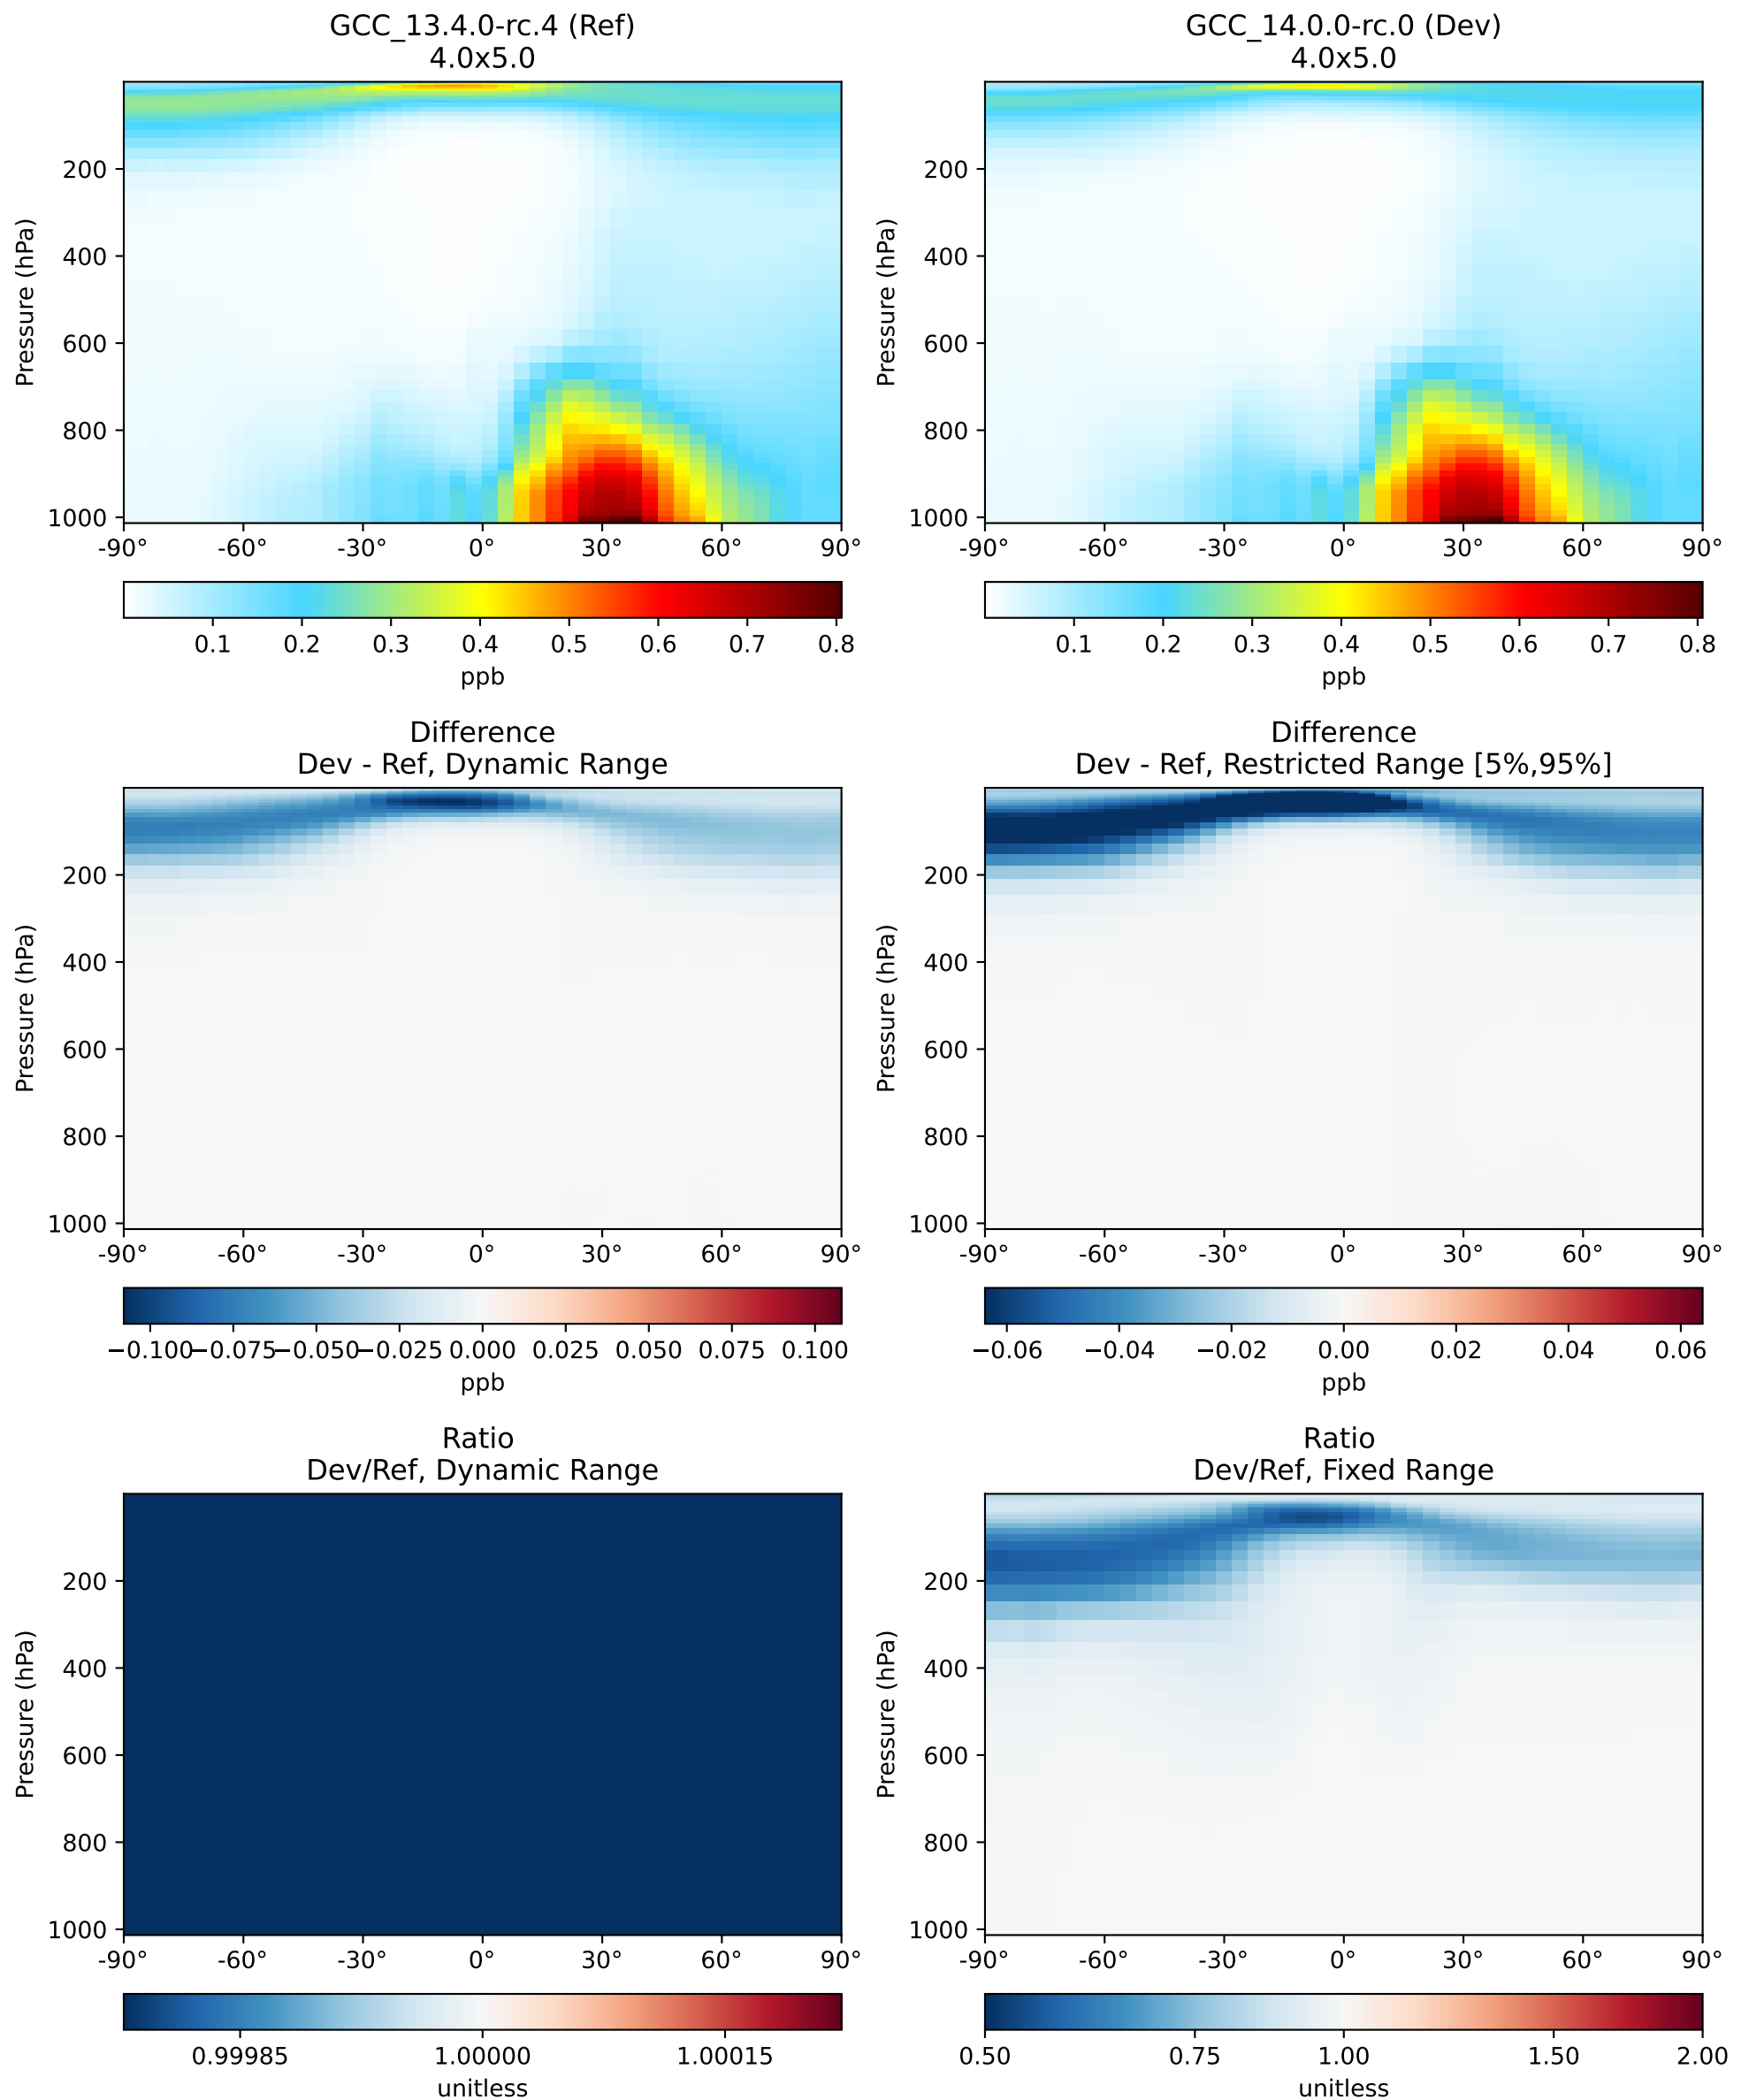 GCC_13.4.0-rc.4 (Ref)
4.0x5.0
Pressure (hPa)
200
400
600
800
1000
-90° -60° -30° 0° 30° 60° 90°
0.1 0.2 0.3 0.4 0.5 0.6 0.7 0.8
ppb
GCC_14.0.0-rc.0 (Dev)
4.0x5.0
Pressure (hPa)
200
400
600
800
1000
-90° -60° -30° 0° 30° 60° 90°
0.1 0.2 0.3 0.4 0.5 0.6 0.7 0.8
ppb
Difference
Dev - Ref, Dynamic Range
Pressure (hPa)
200
400
600
800
1000
-90° -60° -30° 0° 30° 60° 90°
−0.100 −0.075 −0.050 −0.025 0.000 0.025 0.050 0.075 0.100
ppb
Difference
Dev - Ref, Restricted Range [5%,95%]
Pressure (hPa)
200
400
600
800
1000
-90° -60° -30° 0° 30° 60° 90°
−0.06 −0.04 −0.02 0.00 0.02 0.04 0.06
ppb
Ratio
Dev/Ref, Dynamic Range
Pressure (hPa)
200
400
600
800
1000
-90° -60° -30° 0° 30° 60° 90°
0.99985 1.00000 1.00015
unitless
Ratio
Dev/Ref, Fixed Range
Pressure (hPa)
200
400
600
800
1000
-90° -60° -30° 0° 30° 60° 90°
0.50 0.75 1.00 1.50 2.00
unitless